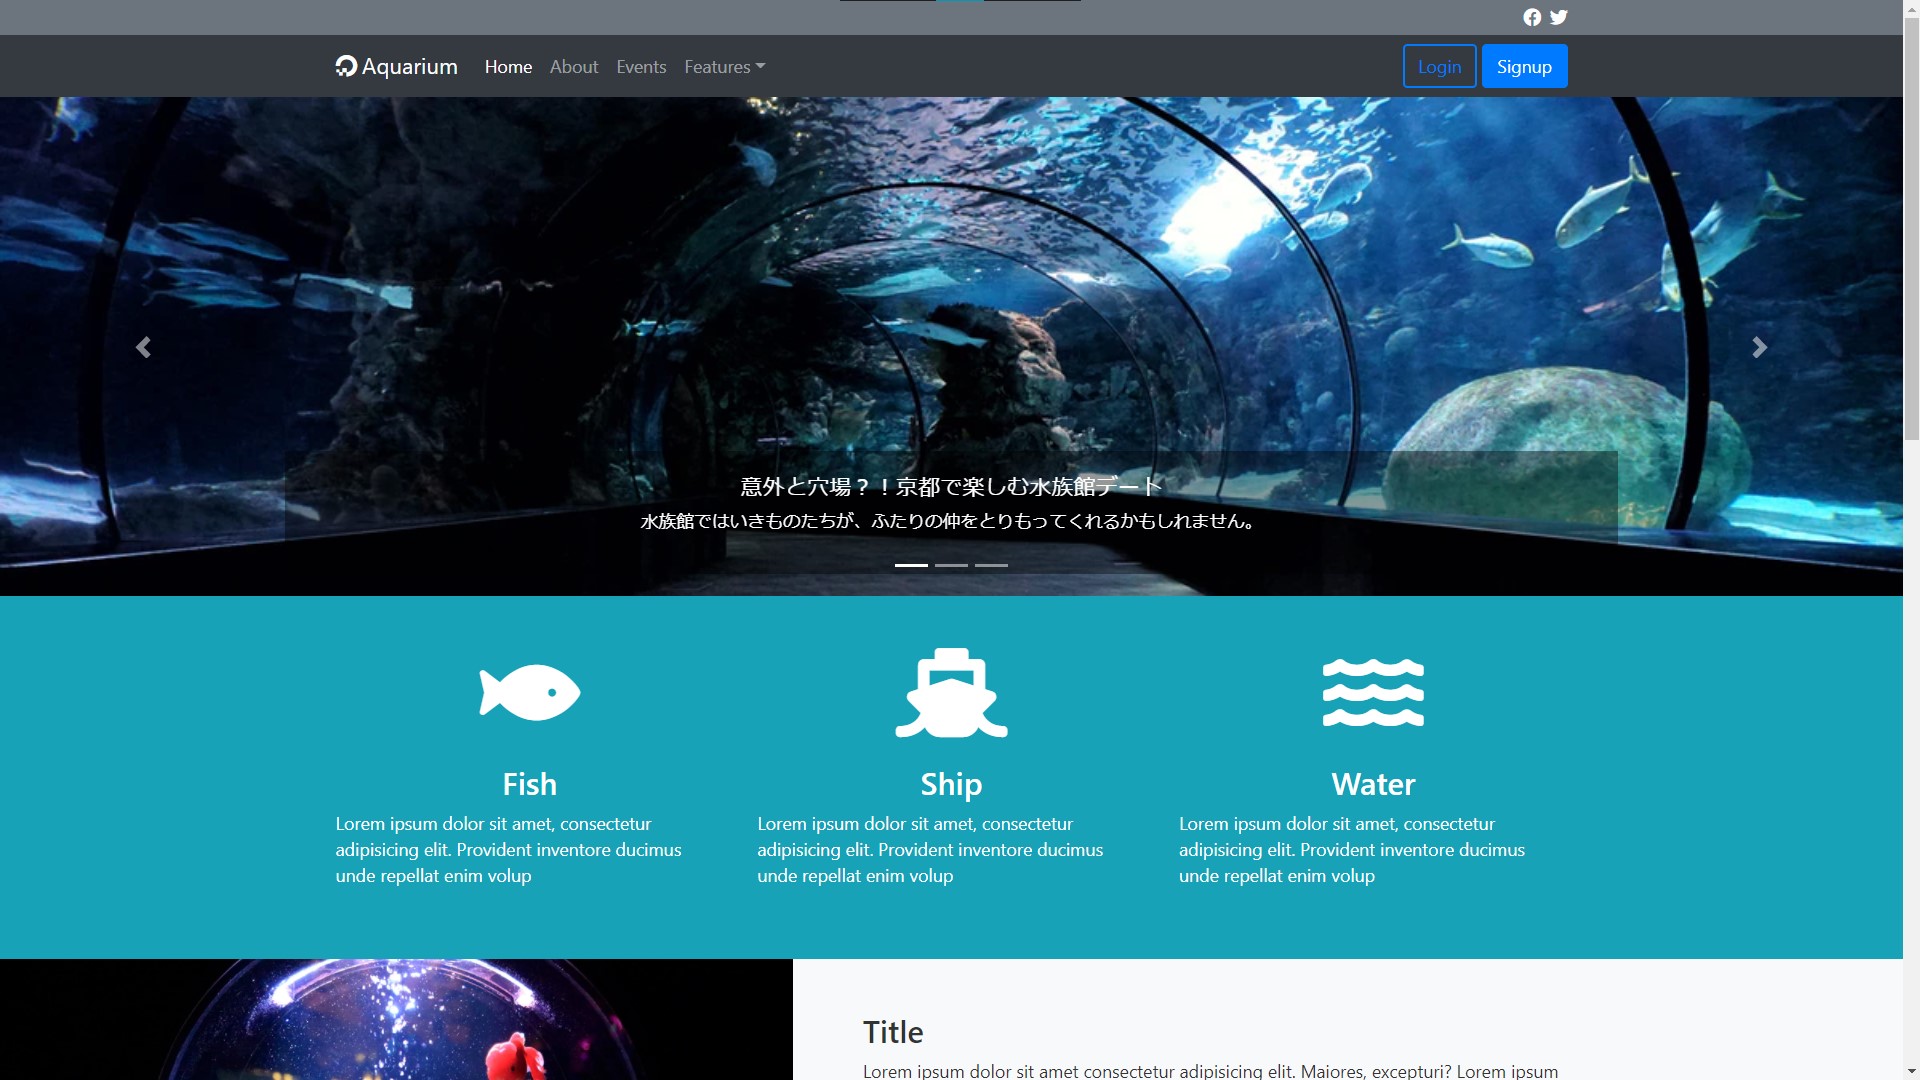 Aquarium Home About Events Features Login Signup
意外と穴場？！京都で楽しむ水族館デート
水族館ではいきものたちが、ふたりの仲をとりもってくれるかもしれません。
Fish
Lorem ipsum dolor sit amet, consectetur
adipisicing elit. Provident inventore ducimus
unde repellat enim volup
Ship
Lorem ipsum dolor sit amet, consectetur
adipisicing elit. Provident inventore ducimus
unde repellat enim volup
Water
Lorem ipsum dolor sit amet, consectetur
adipisicing elit. Provident inventore ducimus
unde repellat enim volup
Title
Lorem ipsum dolor sit amet consectetur adipisicing elit. Maiores, excepturi? Lorem ipsum